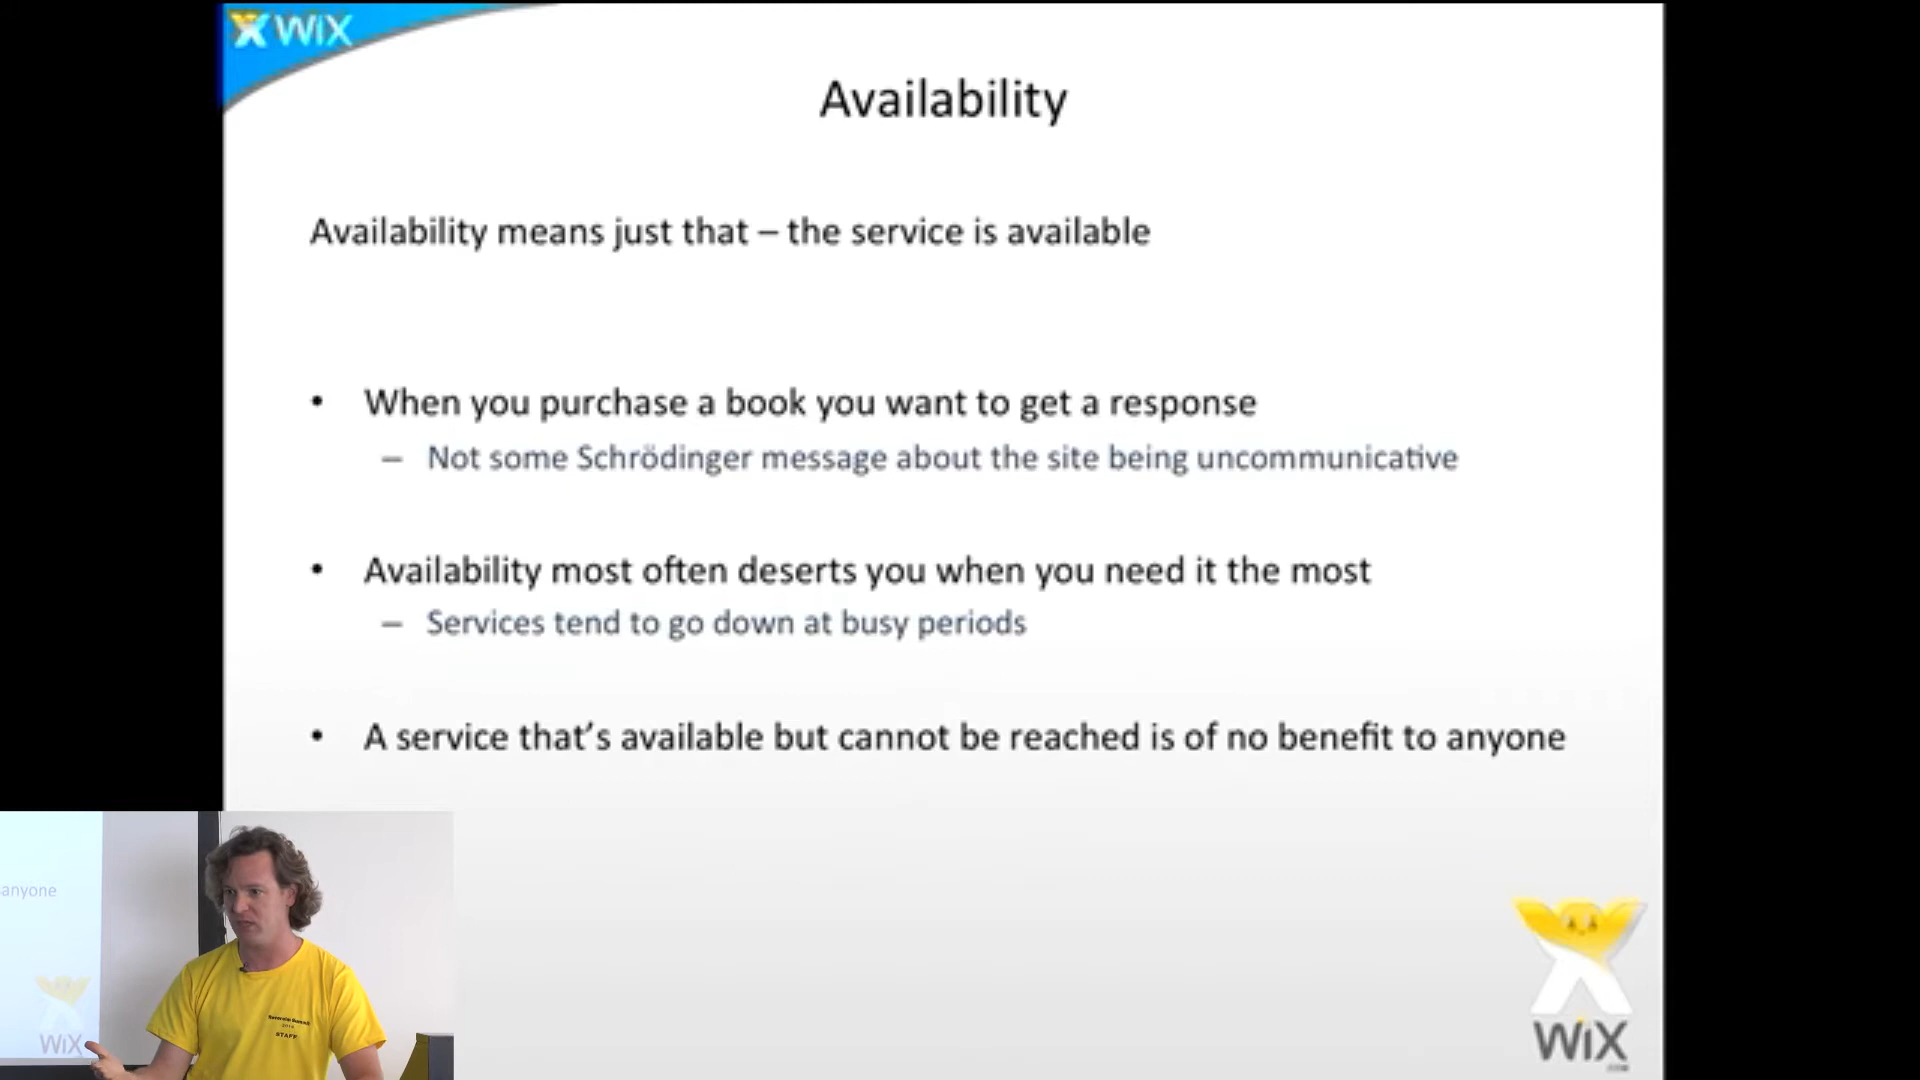 WiX
Availability
Availability means just that – the service is available
• When you purchase a book you want to get a response
– Not some Schrödinger message about the site being uncommunicative
• Availability most often deserts you when you need it the most
– Services tend to go down at busy periods
• A service that's available but cannot be reached is of no benefit to anyone
anyone
WiX
STAFF
WiX